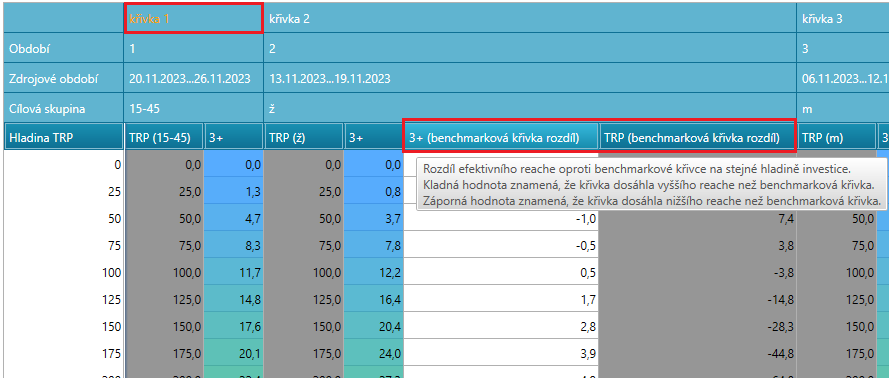 křivka 1 křivka 2 křivka 3
Období 1 2 3
Zdrojové období 20.11.2023...26.11.2023 13.11.2023...19.11.2023 06.11.2023...12.1
Cílová skupina 15-45 ž m
Hladina TRP TRP (15-45) 3+ TRP (ž) 3+ 3+ (benchmarková křivka rozdíl) TRP (benchmarková křivka rozdíl) TRP (m) 3
0 0,0 0,0 0,0 0,0
Rozdíl efektivního reache oproti benchmarkové křivce na stejné hladině investice.
Kladná hodnota znamená, že křivka dosáhla vyššího reache než benchmarková křivka.
Záporná hodnota znamená, že křivka dosáhla nižšího reache než benchmarková křivka.
25 25,0 1,3 25,0 0,8
50 50,0 4,7 50,0 3,7 -1,0 7,4 50,0
75 75,0 8,3 75,0 7,8 -0,5 3,8 75,0
100 100,0 11,7 100,0 12,2 0,5 -3,8 100,0
125 125,0 14,8 125,0 16,4 1,7 -14,8 125,0
150 150,0 17,6 150,0 20,4 2,8 -28,3 150,0
175 175,0 20,1 175,0 24,0 3,9 -44,8 175,0